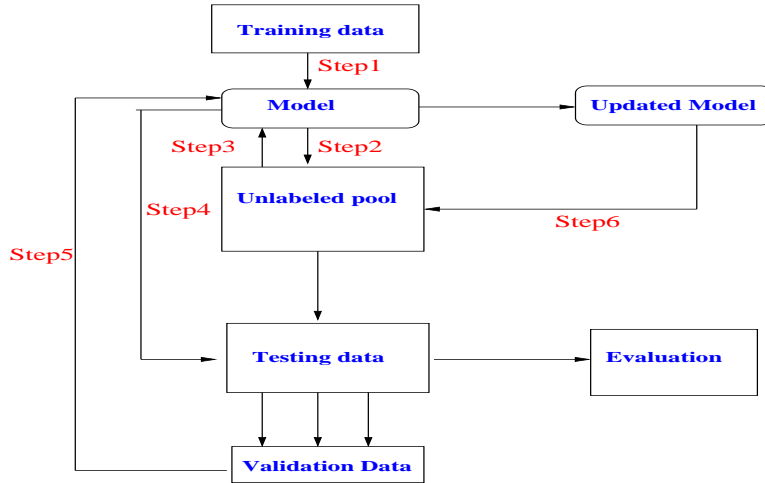 Training data
Step1
Model
Updated Model
Step3
Step2
Unlabeled pool
Step4
Step6
Step5
Testing data
Evaluation
Validation Data